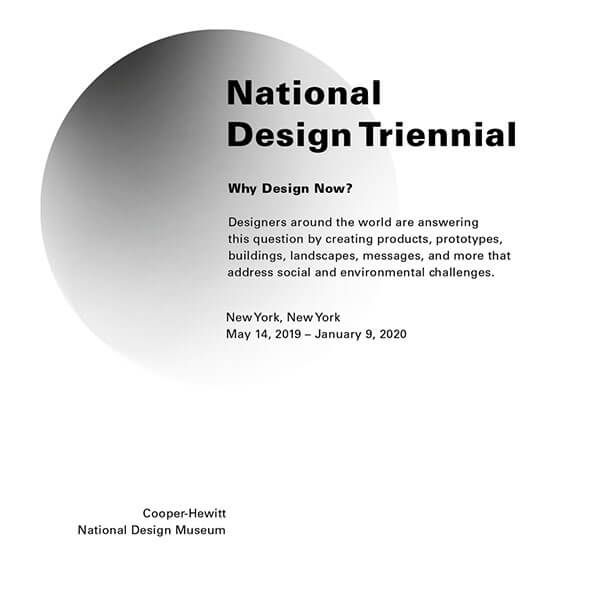 National
Design Triennial
Why Design Now?
Designers around the world are answering
this question by creating products, prototypes,
buildings, landscapes, messages, and more that
address social and environmental challenges.
New York, New York
May 14, 2019 – January 9, 2020
Cooper-Hewitt
National Design Museum